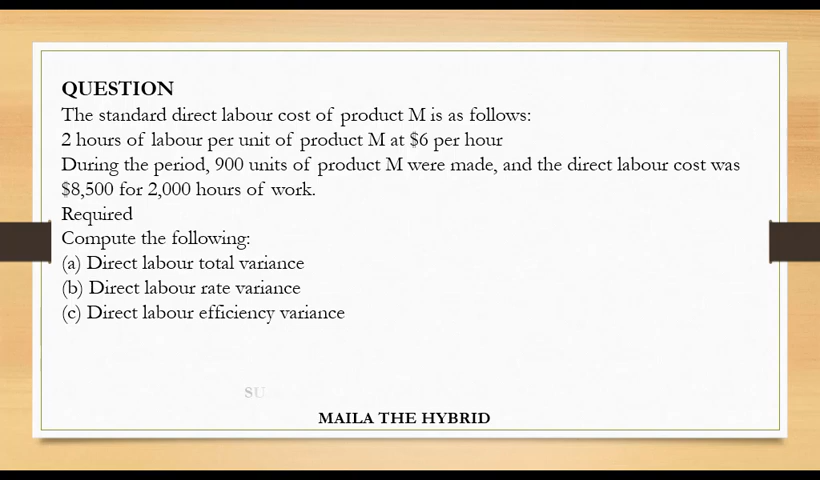 QUESTION
The standard direct labour cost of product M is as follows:
2 hours of labour per unit of product M at $6 per hour
During the period, 900 units of product M were made, and the direct labour cost was
$8,500 for 2,000 hours of work.
Required
Compute the following:
(a) Direct labour total variance
(b) Direct labour rate variance
(c) Direct labour efficiency variance
SU
MAILA THE HYBRID